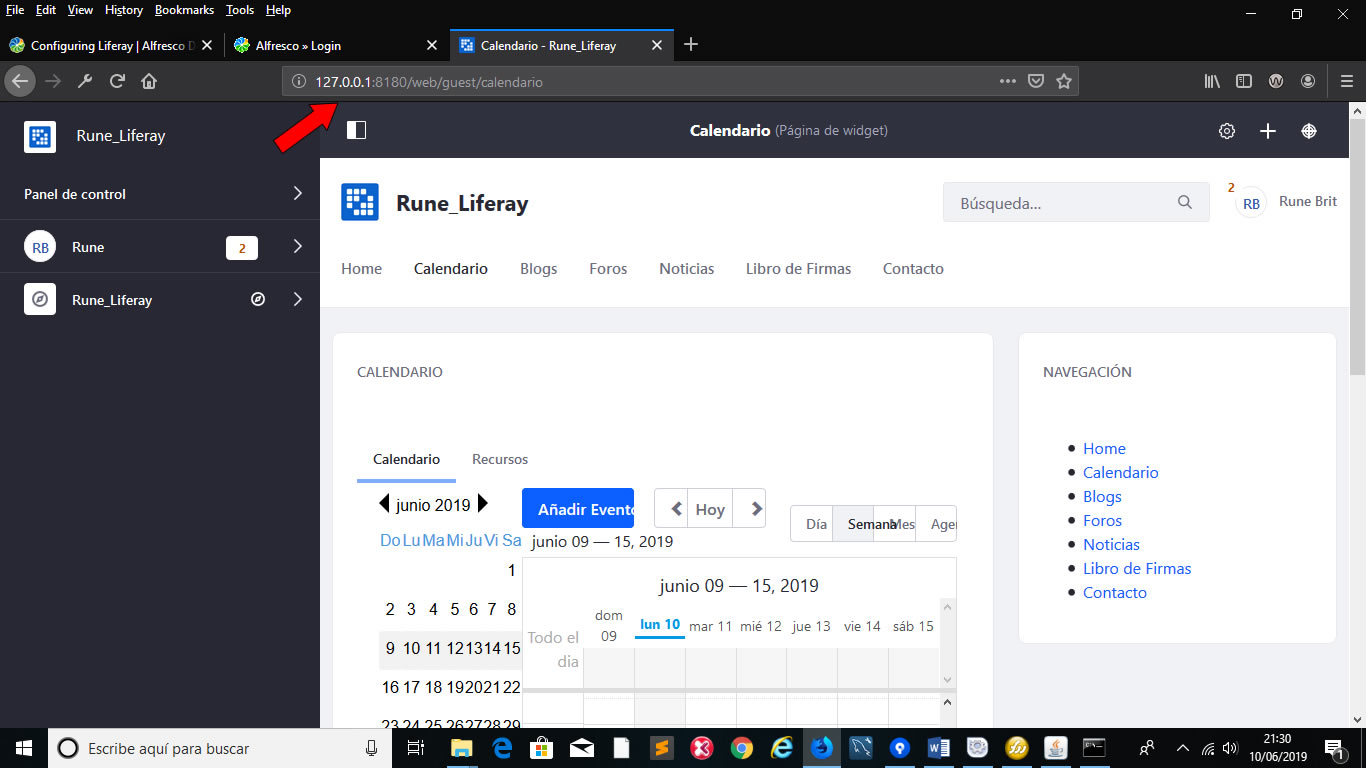 File Edit View History Bookmarks Tools Help
Configuring Liferay | Alfresco D
Alfresco » Login
Calendario - Rune_Liferay
127.0.0.1:8180/web/guest/calendario
Rune_Liferay
Calendario (Página de widget)
Panel de control
RB Rune 2
Rune_Liferay
Rune_Liferay
Búsqueda...
2 RB Rune Brit
Home Calendario Blogs Foros Noticias Libro de Firmas Contacto
CALENDARIO
Calendario Recursos
junio 2019
Do Lu Ma Mi Ju Vi Sa
1
2 3 4 5 6 7 8
9 10 11 12 13 14 15
16 17 18 19 20 21 22
23 24 25 26 27 28 29
Añadir Evento
Hoy
Día Semana Mes Agen
junio 09 — 15, 2019
junio 09 — 15, 2019
dom 09 lun 10 mar 11 mié 12 jue 13 vie 14 sáb 15
Todo el
dia
NAVEGACIÓN
Home
Calendario
Blogs
Foros
Noticias
Libro de Firmas
Contacto
Escribe aquí para buscar
21:30
10/06/2019
1